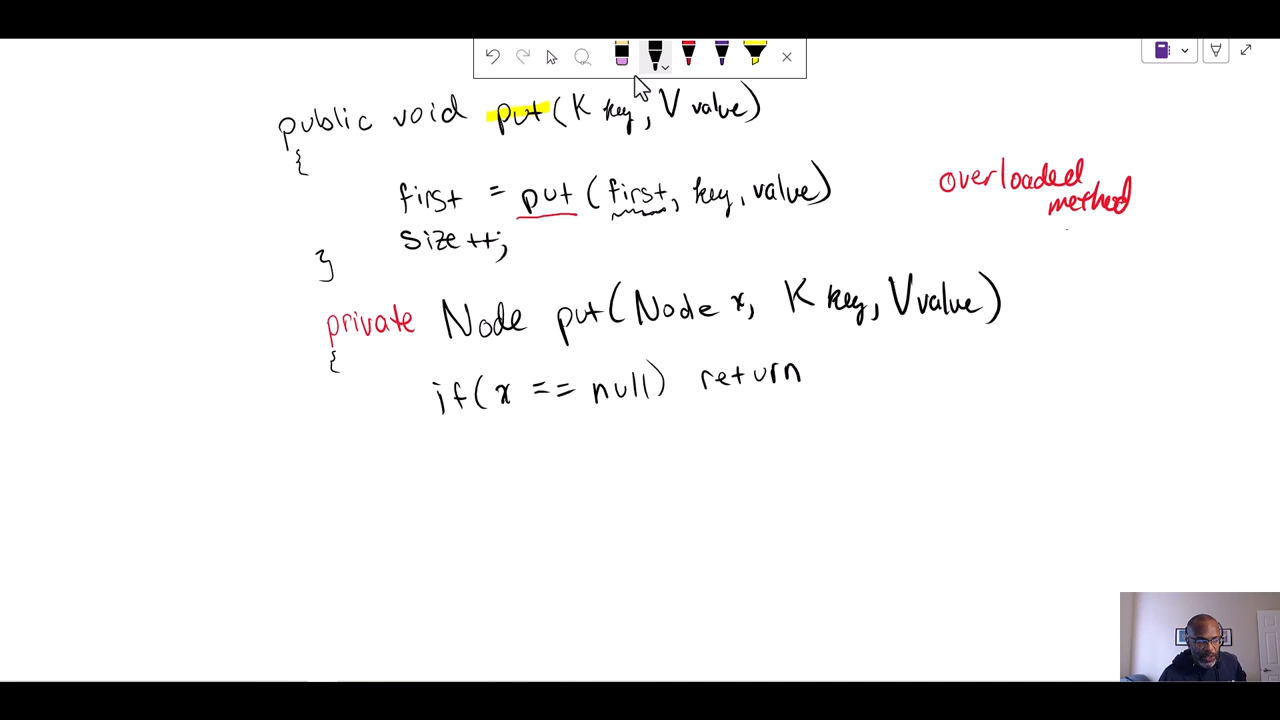 public void put(K key, V value)
{
first = put (first, key, value)
overloaded
method
size++;
}
private Node put(Node x, K key, V value)
{
if(x == null) return